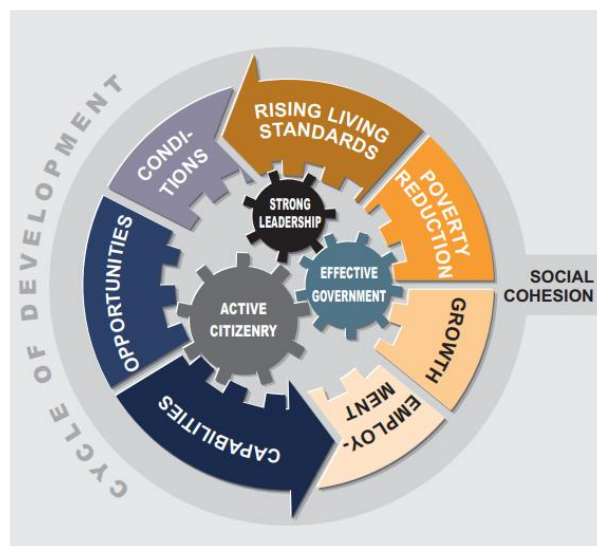 CYCLE OF DEVELOPMENT
RISING LIVING
STANDARDS
POVERTY
REDUCTION
GROWTH
EMPLOY-
MENT
CAPABILITIES
OPPORTUNITIES
CONDI-
TIONS
STRONG
LEADERSHIP
EFFECTIVE
GOVERNMENT
ACTIVE
CITIZENRY
SOCIAL
COHESION